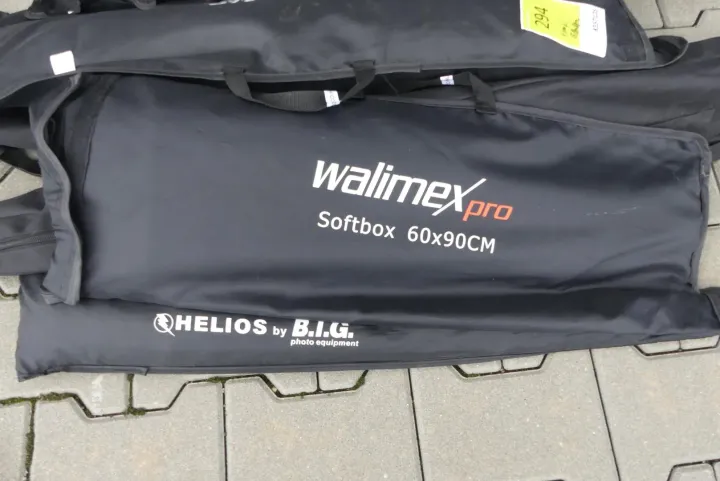 294
walimex pro
Softbox 60x90CM
HELIOS by B.I.G.
photo equipment